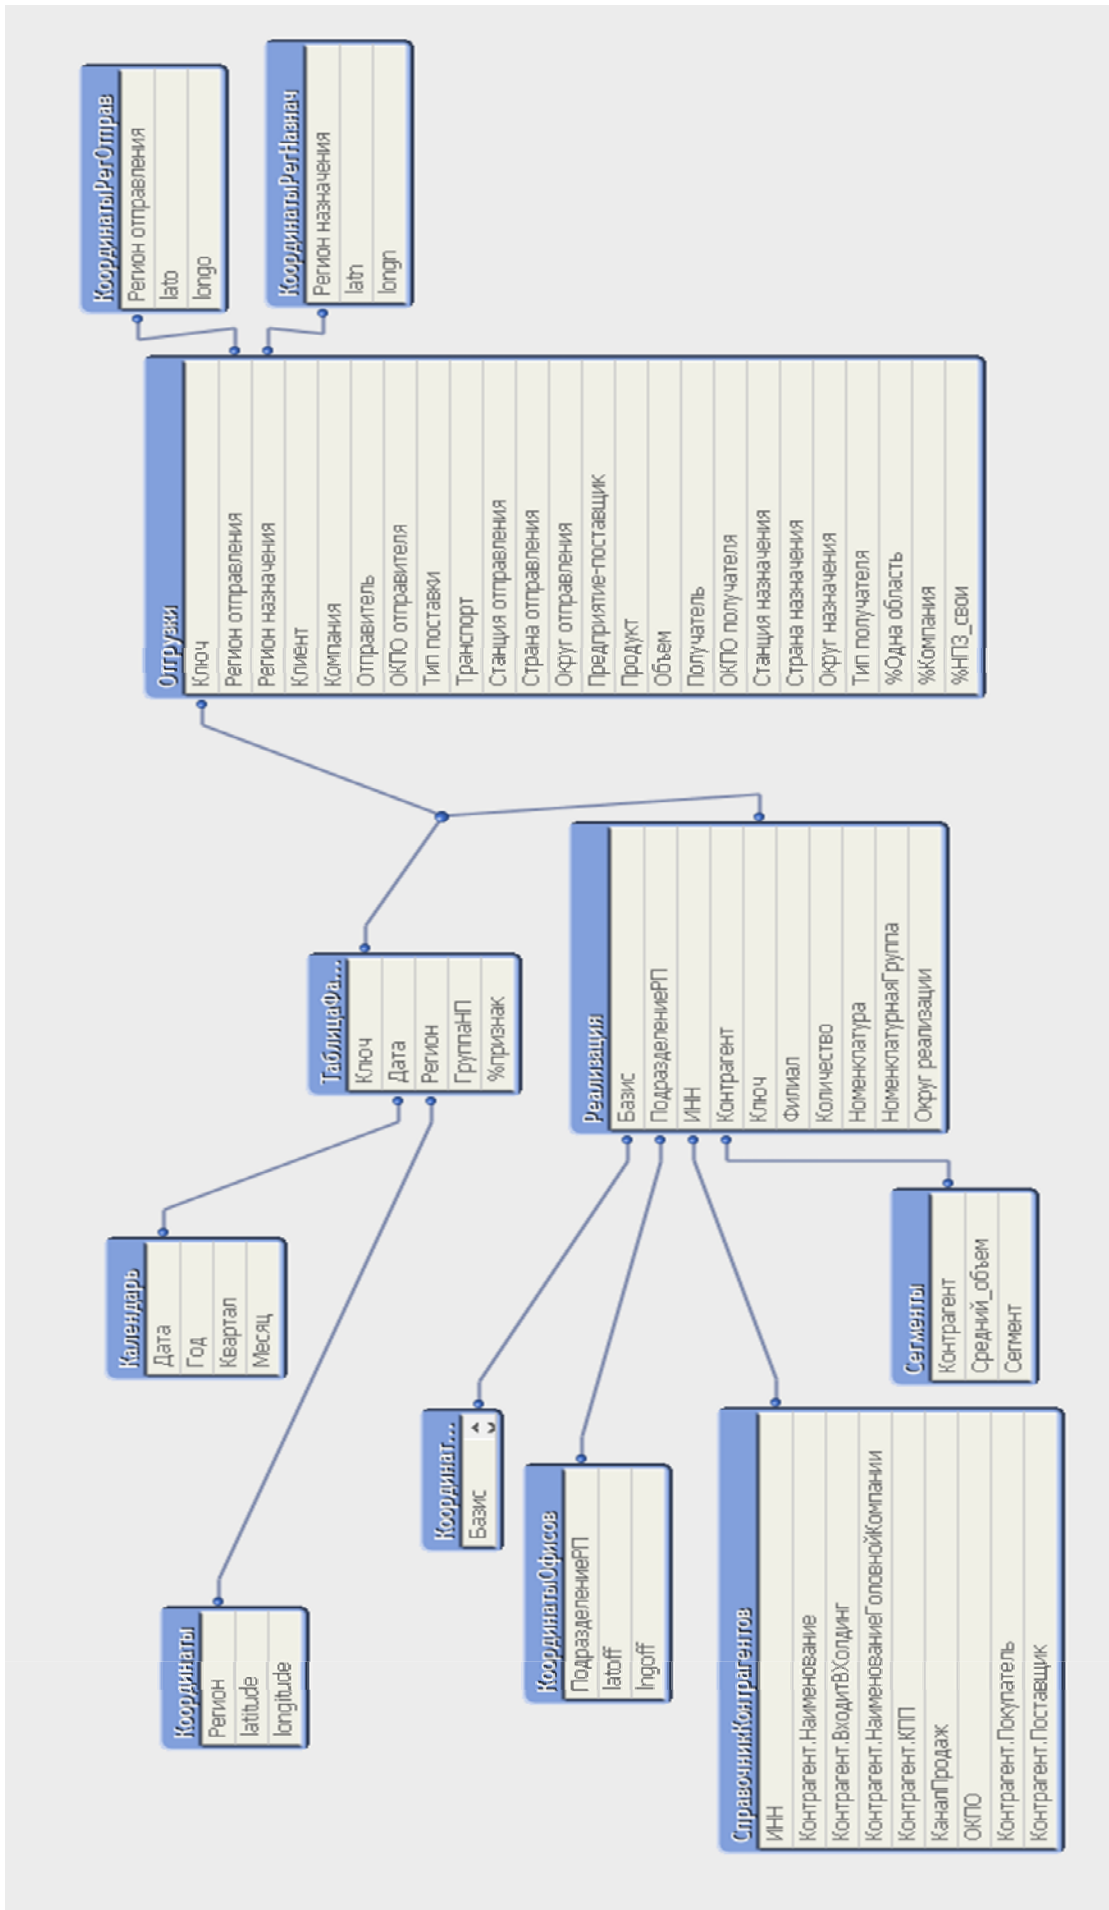 Координаты
Регион
latitude
longitude
Календарь
Дата
Год
Квартал
Месяц
Координат...
Базис
КоординатыОфисов
ПодразделениеРП
latoff
lngoff
СправочникКонтрагентов
ИНН
Контрагент.Наименование
Контрагент.ВходитВХолдинг
Контрагент.НаименованиеГоловнойКомпании
Контрагент.КПП
КаналПродаж
ОКПО
Контрагент.Покупатель
Контрагент.Поставщик
Сегменты
Контрагент
Средний_объем
Сегмент
ТаблицаФа...
Ключ
Дата
Регион
ГруппаНП
%признак
Реализация
Базис
ПодразделениеРП
ИНН
Контрагент
Ключ
Филиал
Количество
Номенклатура
НоменклатурнаяГруппа
Округ реализации
Отгрузки
Ключ
Регион отправления
Регион назначения
Клиент
Компания
Отправитель
ОКПО отправителя
Тип поставки
Транспорт
Станция отправления
Страна отправления
Округ отправления
Предприятие-поставщик
Продукт
Объем
Получатель
ОКПО получателя
Станция назначения
Страна назначения
Округ назначения
Тип получателя
%Одна область
%Компания
%НПЗ_свои
КоординатыРегОтправ
Регион отправления
lato
longo
КоординатыРегНазнач
Регион назначения
latn
longn